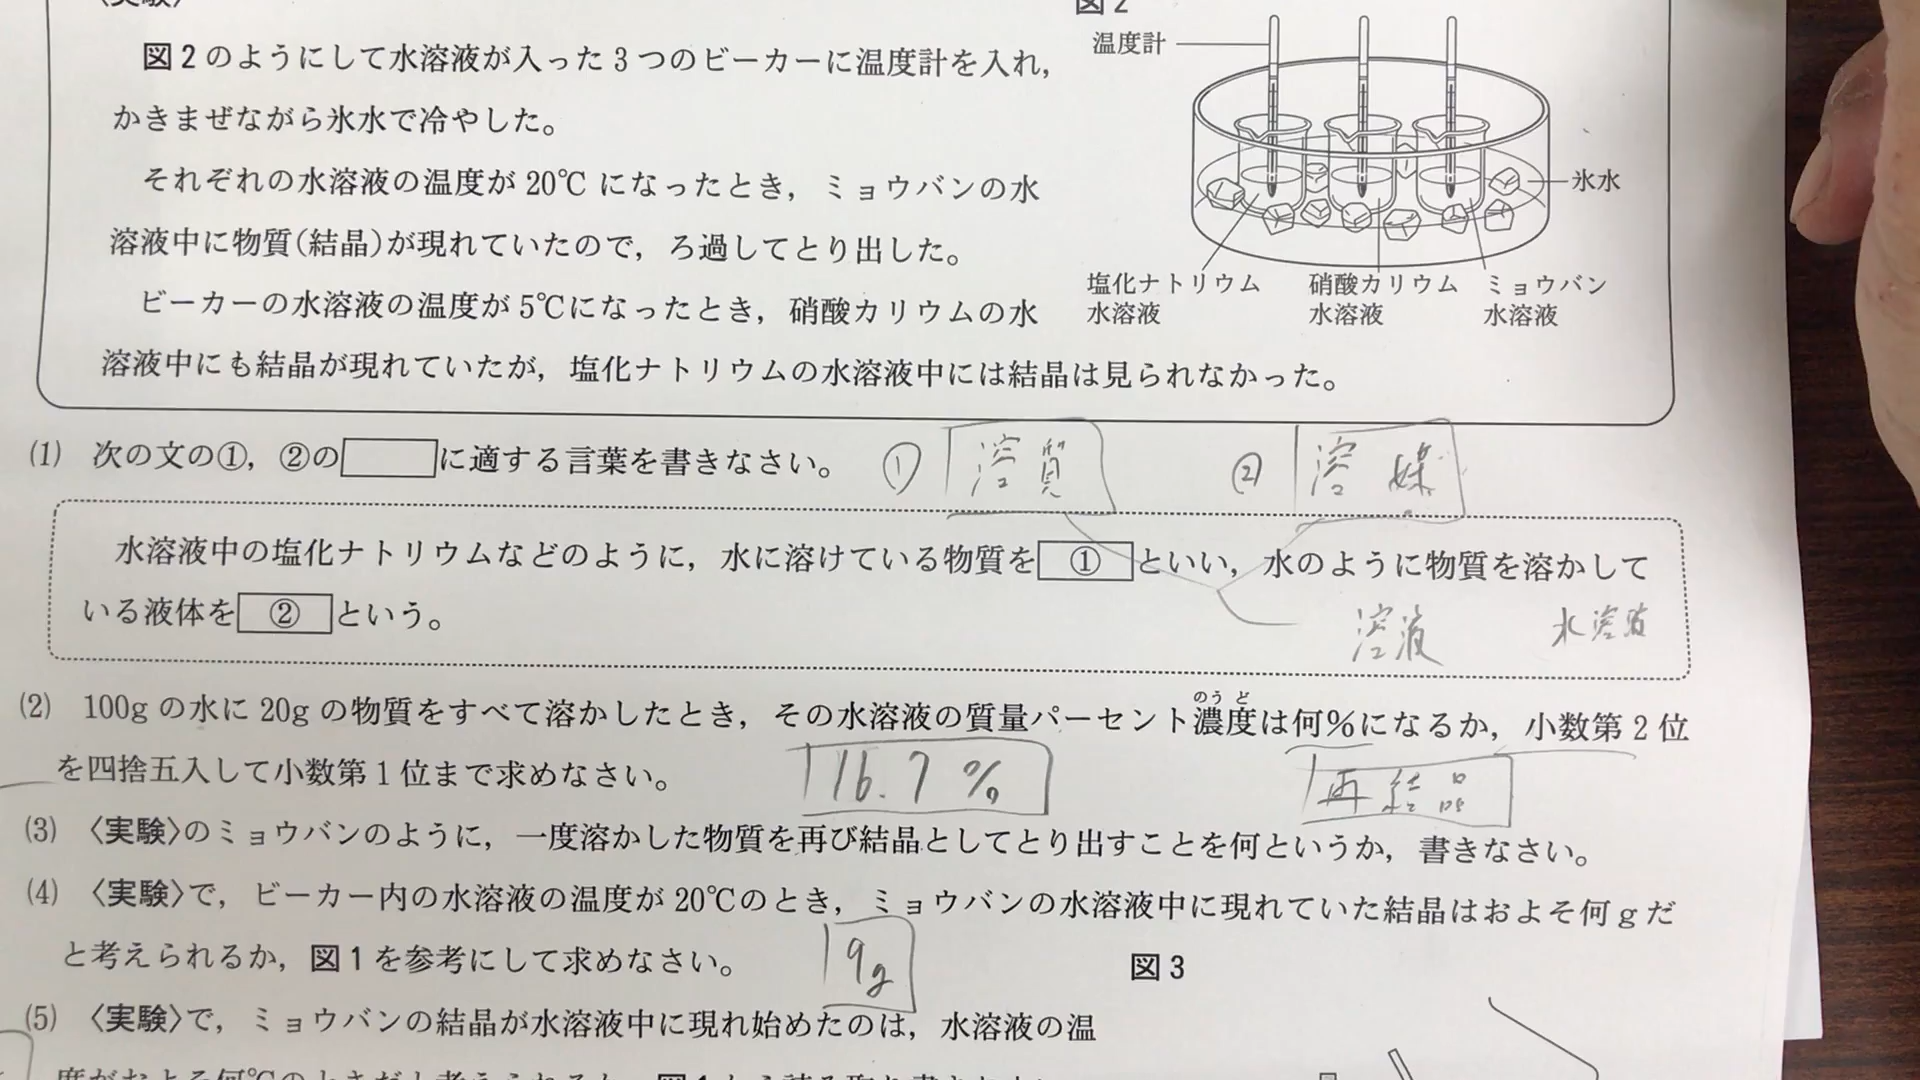 〈実験〉
図2
図2のようにして水溶液が入った3つのビーカーに温度計を入れ,
かきまぜながら氷水で冷やした。
それぞれの水溶液の温度が20℃になったとき，ミョウバンの水
溶液中に物質(結晶)が現れていたので，ろ過してとり出した。
ビーカーの水溶液の温度が5℃になったとき，硝酸カリウムの水
溶液中にも結晶が現れていたが，塩化ナトリウムの水溶液中には結晶は見られなかった。
温度計
氷水
塩化ナトリウム
水溶液
硝酸カリウム
水溶液
ミョウバン
水溶液
(1) 次の文の①，②の に適する言葉を書きなさい。 ① 溶質 ② 溶媒
水溶液中の塩化ナトリウムなどのように，水に溶けている物質を ① といい，水のように物質を溶かして
いる液体を ② という。
溶液 水溶液
(2) 100gの水に20gの物質をすべて溶かしたとき，その水溶液の質量パーセント濃度は何%になるか，小数第2位
のうど
を四捨五入して小数第1位まで求めなさい。 16.7%
再結晶
(3) 〈実験〉のミョウバンのように，一度溶かした物質を再び結晶としてとり出すことを何というか，書きなさい。
(4) 〈実験〉で，ビーカー内の水溶液の温度が20℃のとき，ミョウバンの水溶液中に現れていた結晶はおよそ何gだ
と考えられるか，図1を参考にして求めなさい。 9g
図3
(5) 〈実験〉で，ミョウバンの結晶が水溶液中に現れ始めたのは，水溶液の温